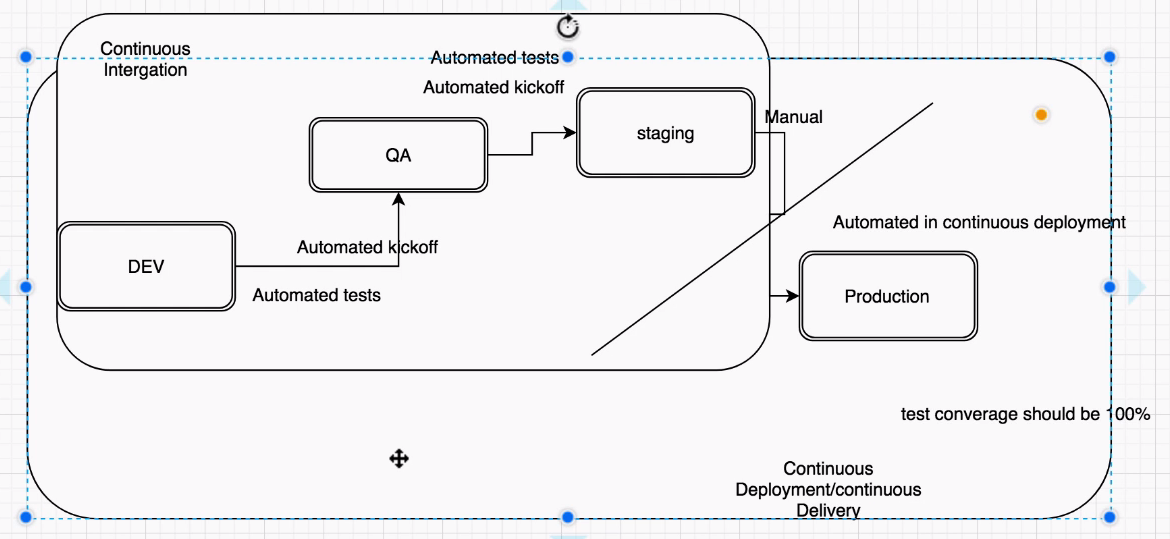 Continuous
Intergation
Automated tests
Automated kickoff
staging
Manual
QA
Automated in continuous deployment
Automated kickoff
DEV
Automated tests
Production
test converage should be 100%
Continuous
Deployment/continuous
Delivery